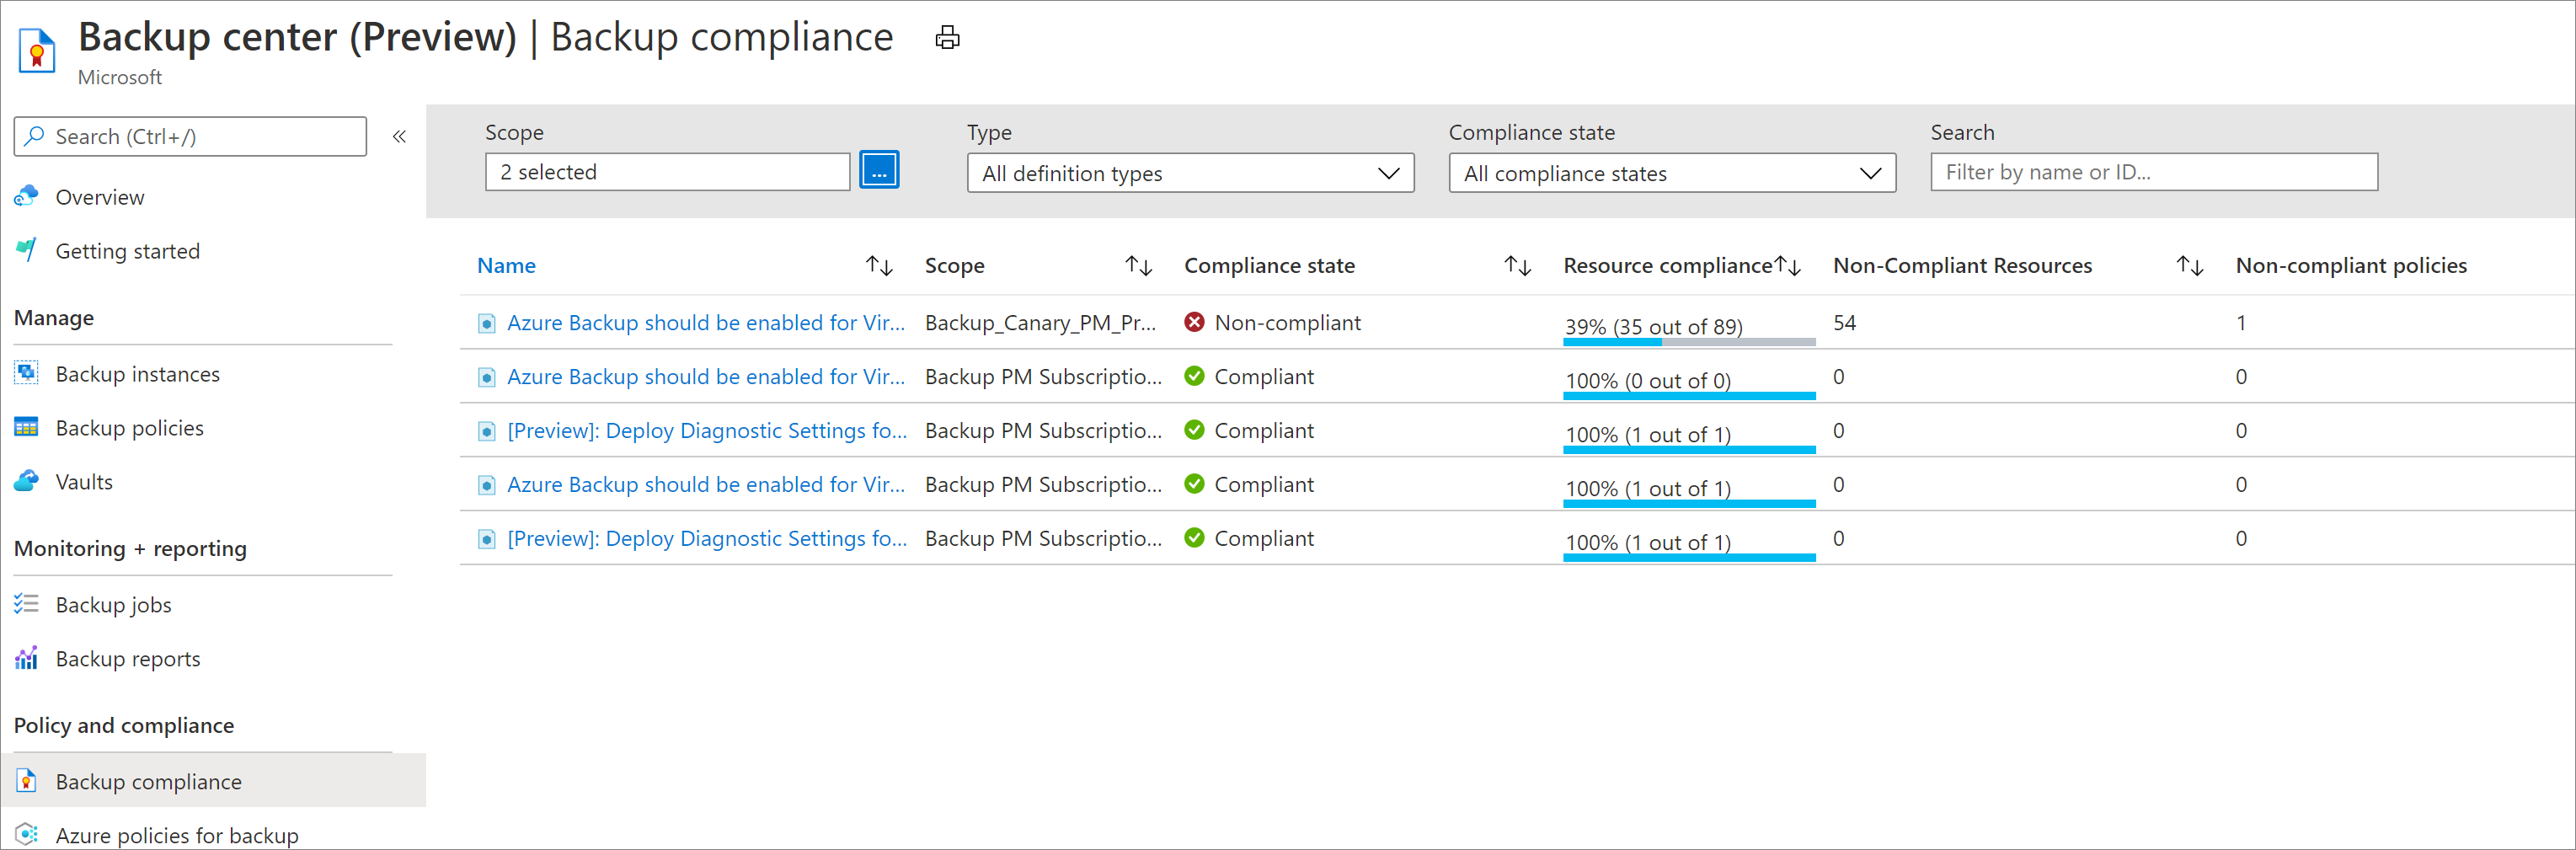 Backup center (Preview) | Backup compliance
Microsoft
Search (Ctrl+/)
«
Overview
Getting started
Manage
Backup instances
Backup policies
Vaults
Monitoring + reporting
Backup jobs
Backup reports
Policy and compliance
Backup compliance
Azure policies for backup
Scope Type Compliance state Search
2 selected ... All definition types All compliance states Filter by name or ID...
Name Scope Compliance state Resource compliance Non-Compliant Resources Non-compliant policies
Azure Backup should be enabled for Vir... Backup_Canary_PM_Pr... Non-compliant 39% (35 out of 89) 54 1
Azure Backup should be enabled for Vir... Backup PM Subscriptio... Compliant 100% (0 out of 0) 0 0
[Preview]: Deploy Diagnostic Settings fo... Backup PM Subscriptio... Compliant 100% (1 out of 1) 0 0
Azure Backup should be enabled for Vir... Backup PM Subscriptio... Compliant 100% (1 out of 1) 0 0
[Preview]: Deploy Diagnostic Settings fo... Backup PM Subscriptio... Compliant 100% (1 out of 1) 0 0